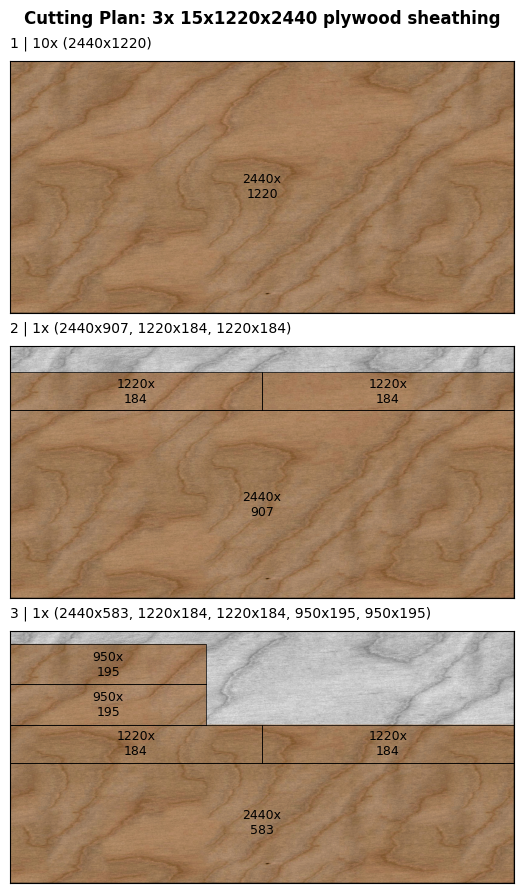 Cutting Plan: 3x 15x1220x2440 plywood sheathing
1 | 10x (2440x1220)
2440x
1220
-
2 | 1x (2440x907, 1220x184, 1220x184)
1220x
184
1220x
184
2440x
907
-
3 | 1x (2440x583, 1220x184, 1220x184, 950x195, 950x195)
950x
195
950x
195
1220x
184
1220x
184
2440x
583
-